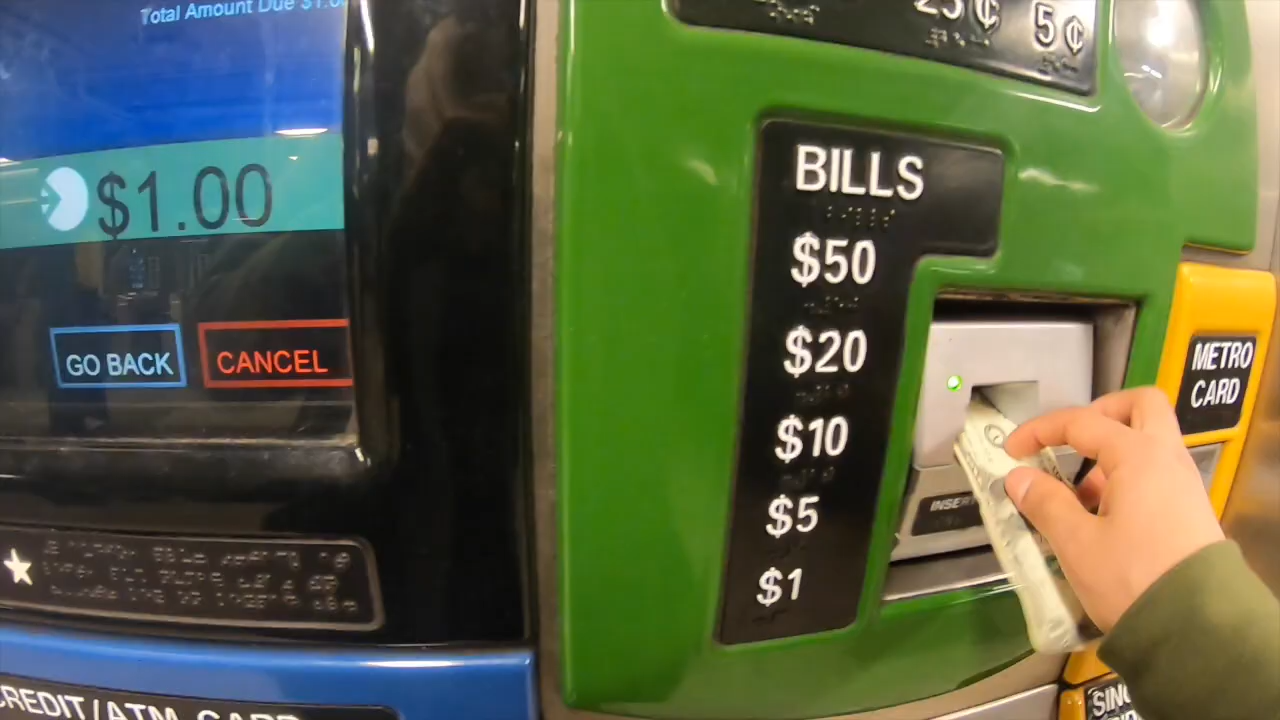 Total Amount Due $1.00
$1.00
GO BACK
CANCEL
CREDIT/ATM CARD
25¢ 5¢
BILLS
$50
$20
$10
$5
$1
METRO
CARD